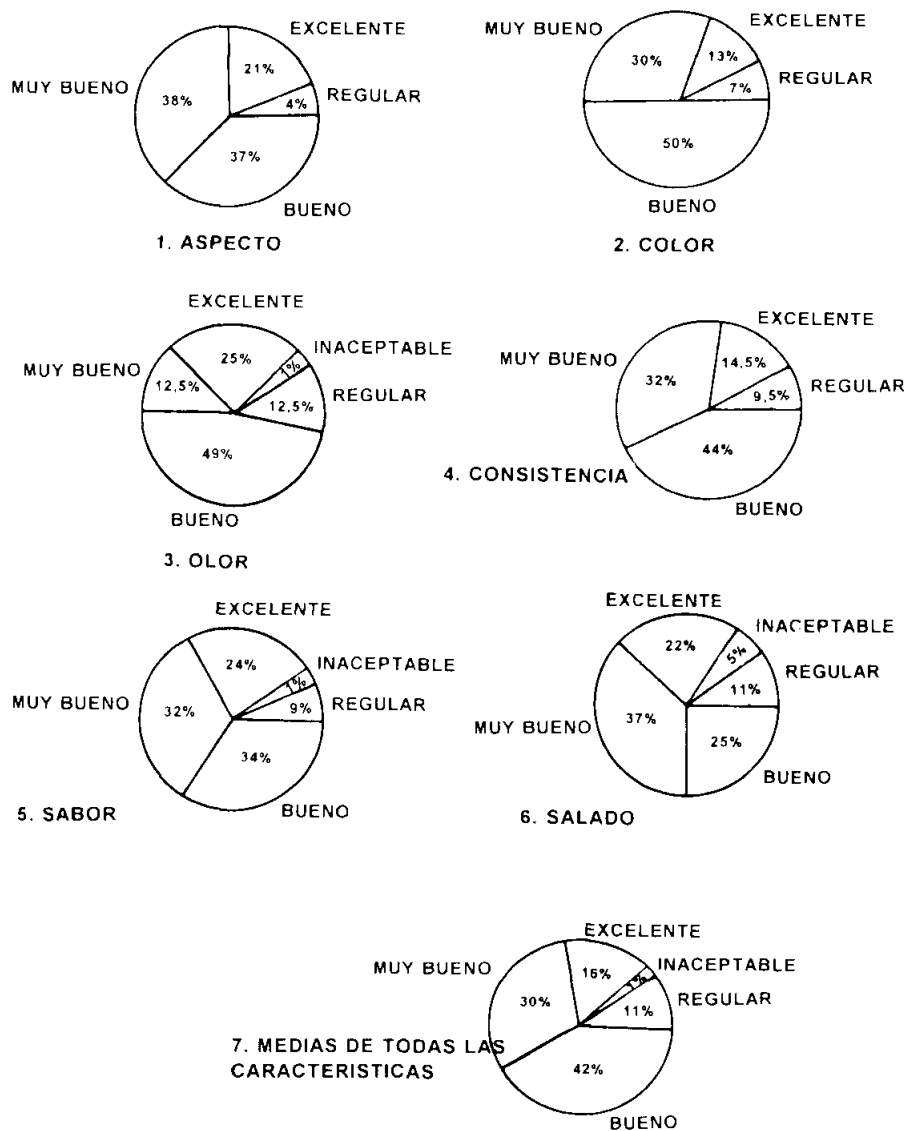 EXCELENTE
MUY BUENO
21%
REGULAR
38%
4%
37%
BUENO
1. ASPECTO
MUY BUENO
EXCELENTE
30%
13%
REGULAR
7%
50%
BUENO
2. COLOR
EXCELENTE
25%
INACEPTABLE
1%
MUY BUENO
12,5%
REGULAR
12,5%
49%
BUENO
3. OLOR
EXCELENTE
MUY BUENO
32%
14,5%
REGULAR
9,5%
44%
4. CONSISTENCIA
BUENO
EXCELENTE
24%
INACEPTABLE
1%
MUY BUENO
32%
REGULAR
9%
34%
BUENO
5. SABOR
EXCELENTE
INACEPTABLE
22%
5%
REGULAR
11%
37%
MUY BUENO
25%
BUENO
6. SALADO
EXCELENTE
MUY BUENO
16%
INACEPTABLE
1%
REGULAR
30%
11%
7. MEDIAS DE TODAS LAS
CARACTERISTICAS
42%
BUENO